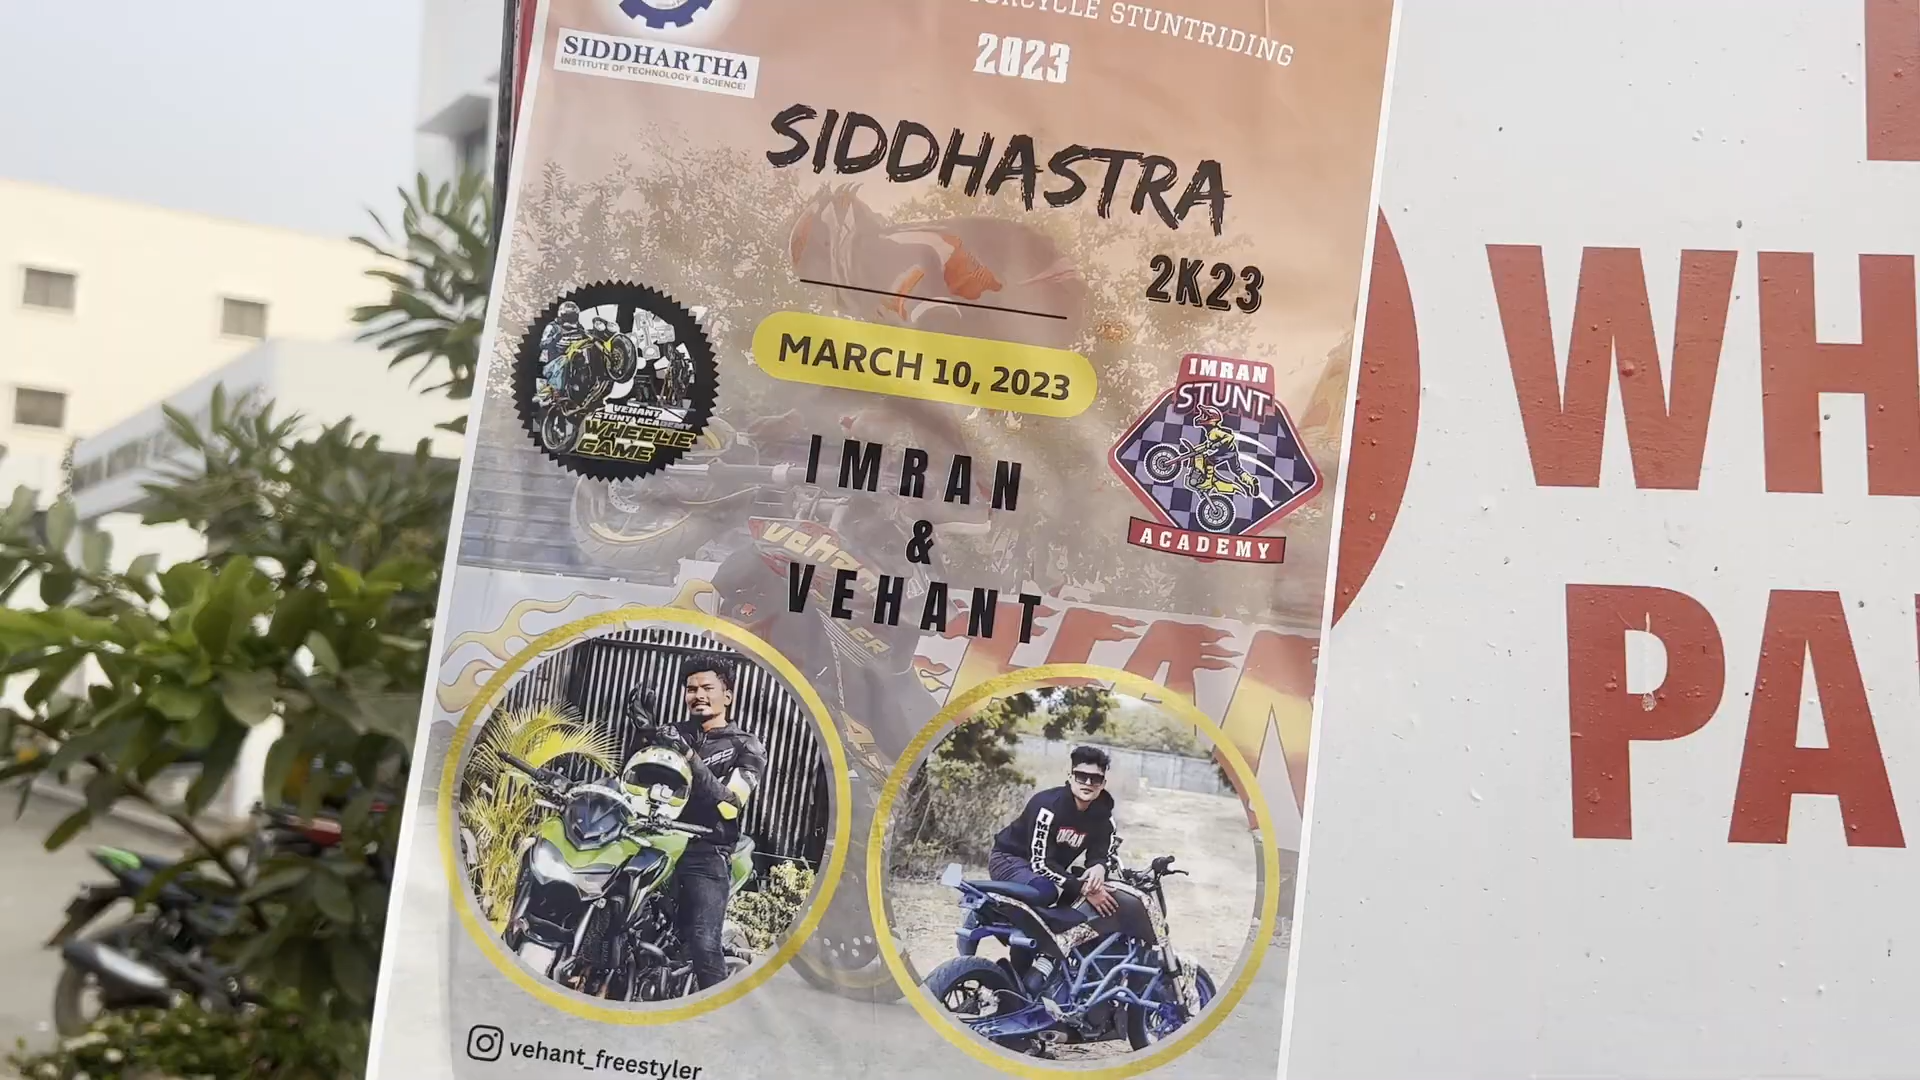 STUNTRIDING
2023
SIDDHARTHA
INSTITUTE OF TECHNOLOGY & SCIENCE
SIDDHASTRA
2K23
MARCH 10, 2023
VEHANT
STUNT ACADEMY
WHEELIE
GAME
IMRAN
STUNT
ACADEMY
IMRAN
&
VEHANT
vehant_freestyler
WH
PA